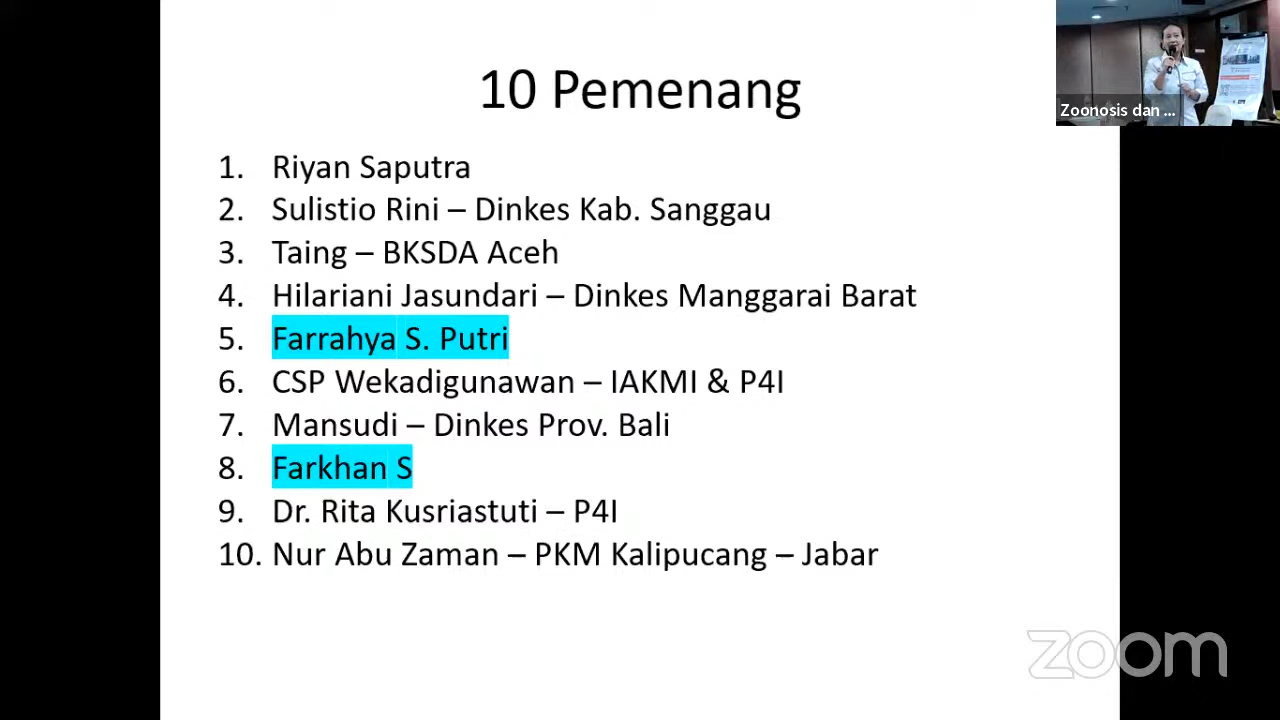 10 Pemenang
Zoonosis dan ...
1. Riyan Saputra
2. Sulistio Rini – Dinkes Kab. Sanggau
3. Taing – BKSDA Aceh
4. Hilariani Jasundari – Dinkes Manggarai Barat
5. Farrahya S. Putri
6. CSP Wekadigunawan – IAKMI & P4I
7. Mansudi – Dinkes Prov. Bali
8. Farkhan S
9. Dr. Rita Kusriastuti – P4I
10. Nur Abu Zaman – PKM Kalipucang – Jabar
zoom